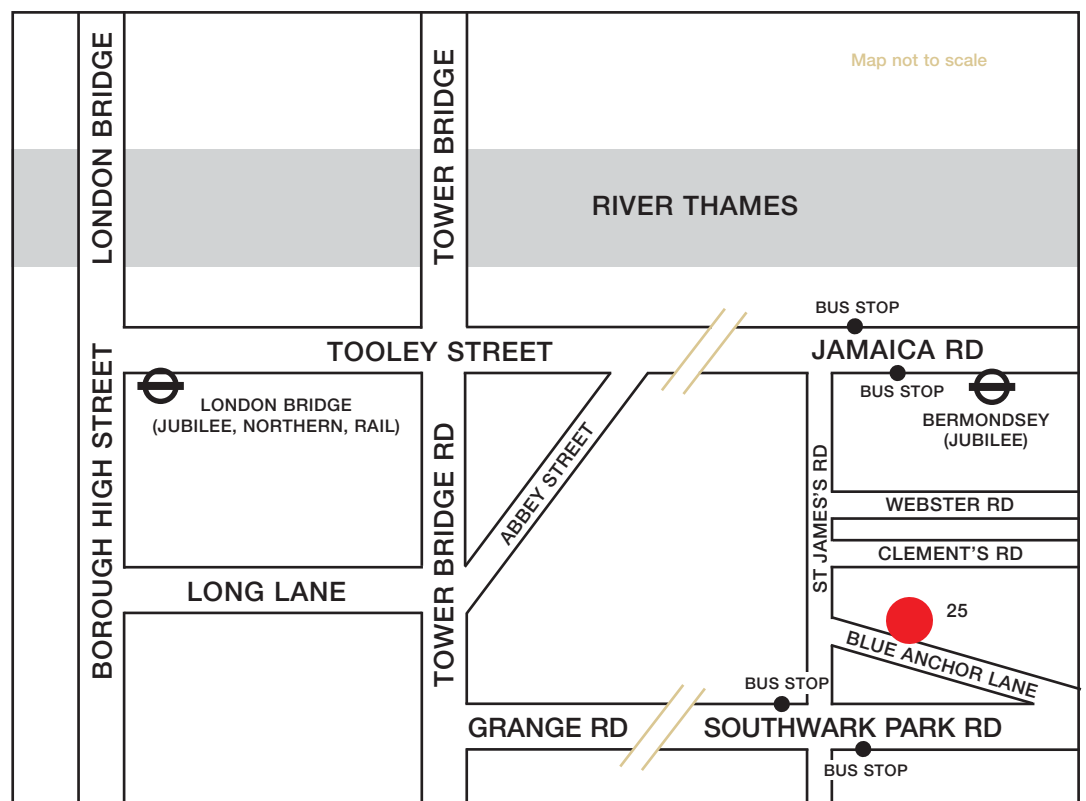 Map not to scale
LONDON BRIDGE
TOWER BRIDGE
RIVER THAMES
BUS STOP
TOOLEY STREET
JAMAICA RD
BUS STOP
LONDON BRIDGE
(JUBILEE, NORTHERN, RAIL)
BERMONDSEY
(JUBILEE)
BOROUGH HIGH STREET
TOWER BRIDGE RD
ABBEY STREET
ST JAMES'S RD
WEBSTER RD
CLEMENT'S RD
LONG LANE
25
BLUE ANCHOR LANE
BUS STOP
GRANGE RD
SOUTHWARK PARK RD
BUS STOP